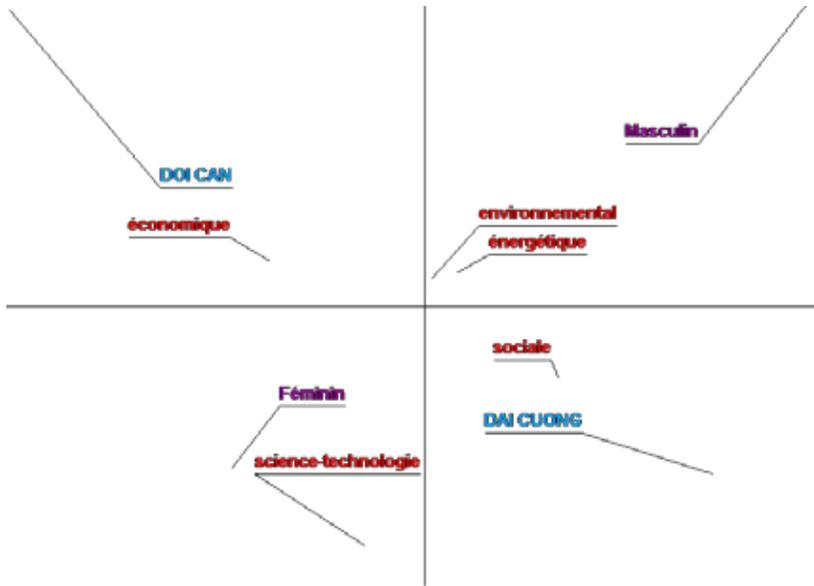 Masculin
DOI CAN
environnemental
économique
énergétique
sociale
Féminin
DAI CUONG
science-technologie